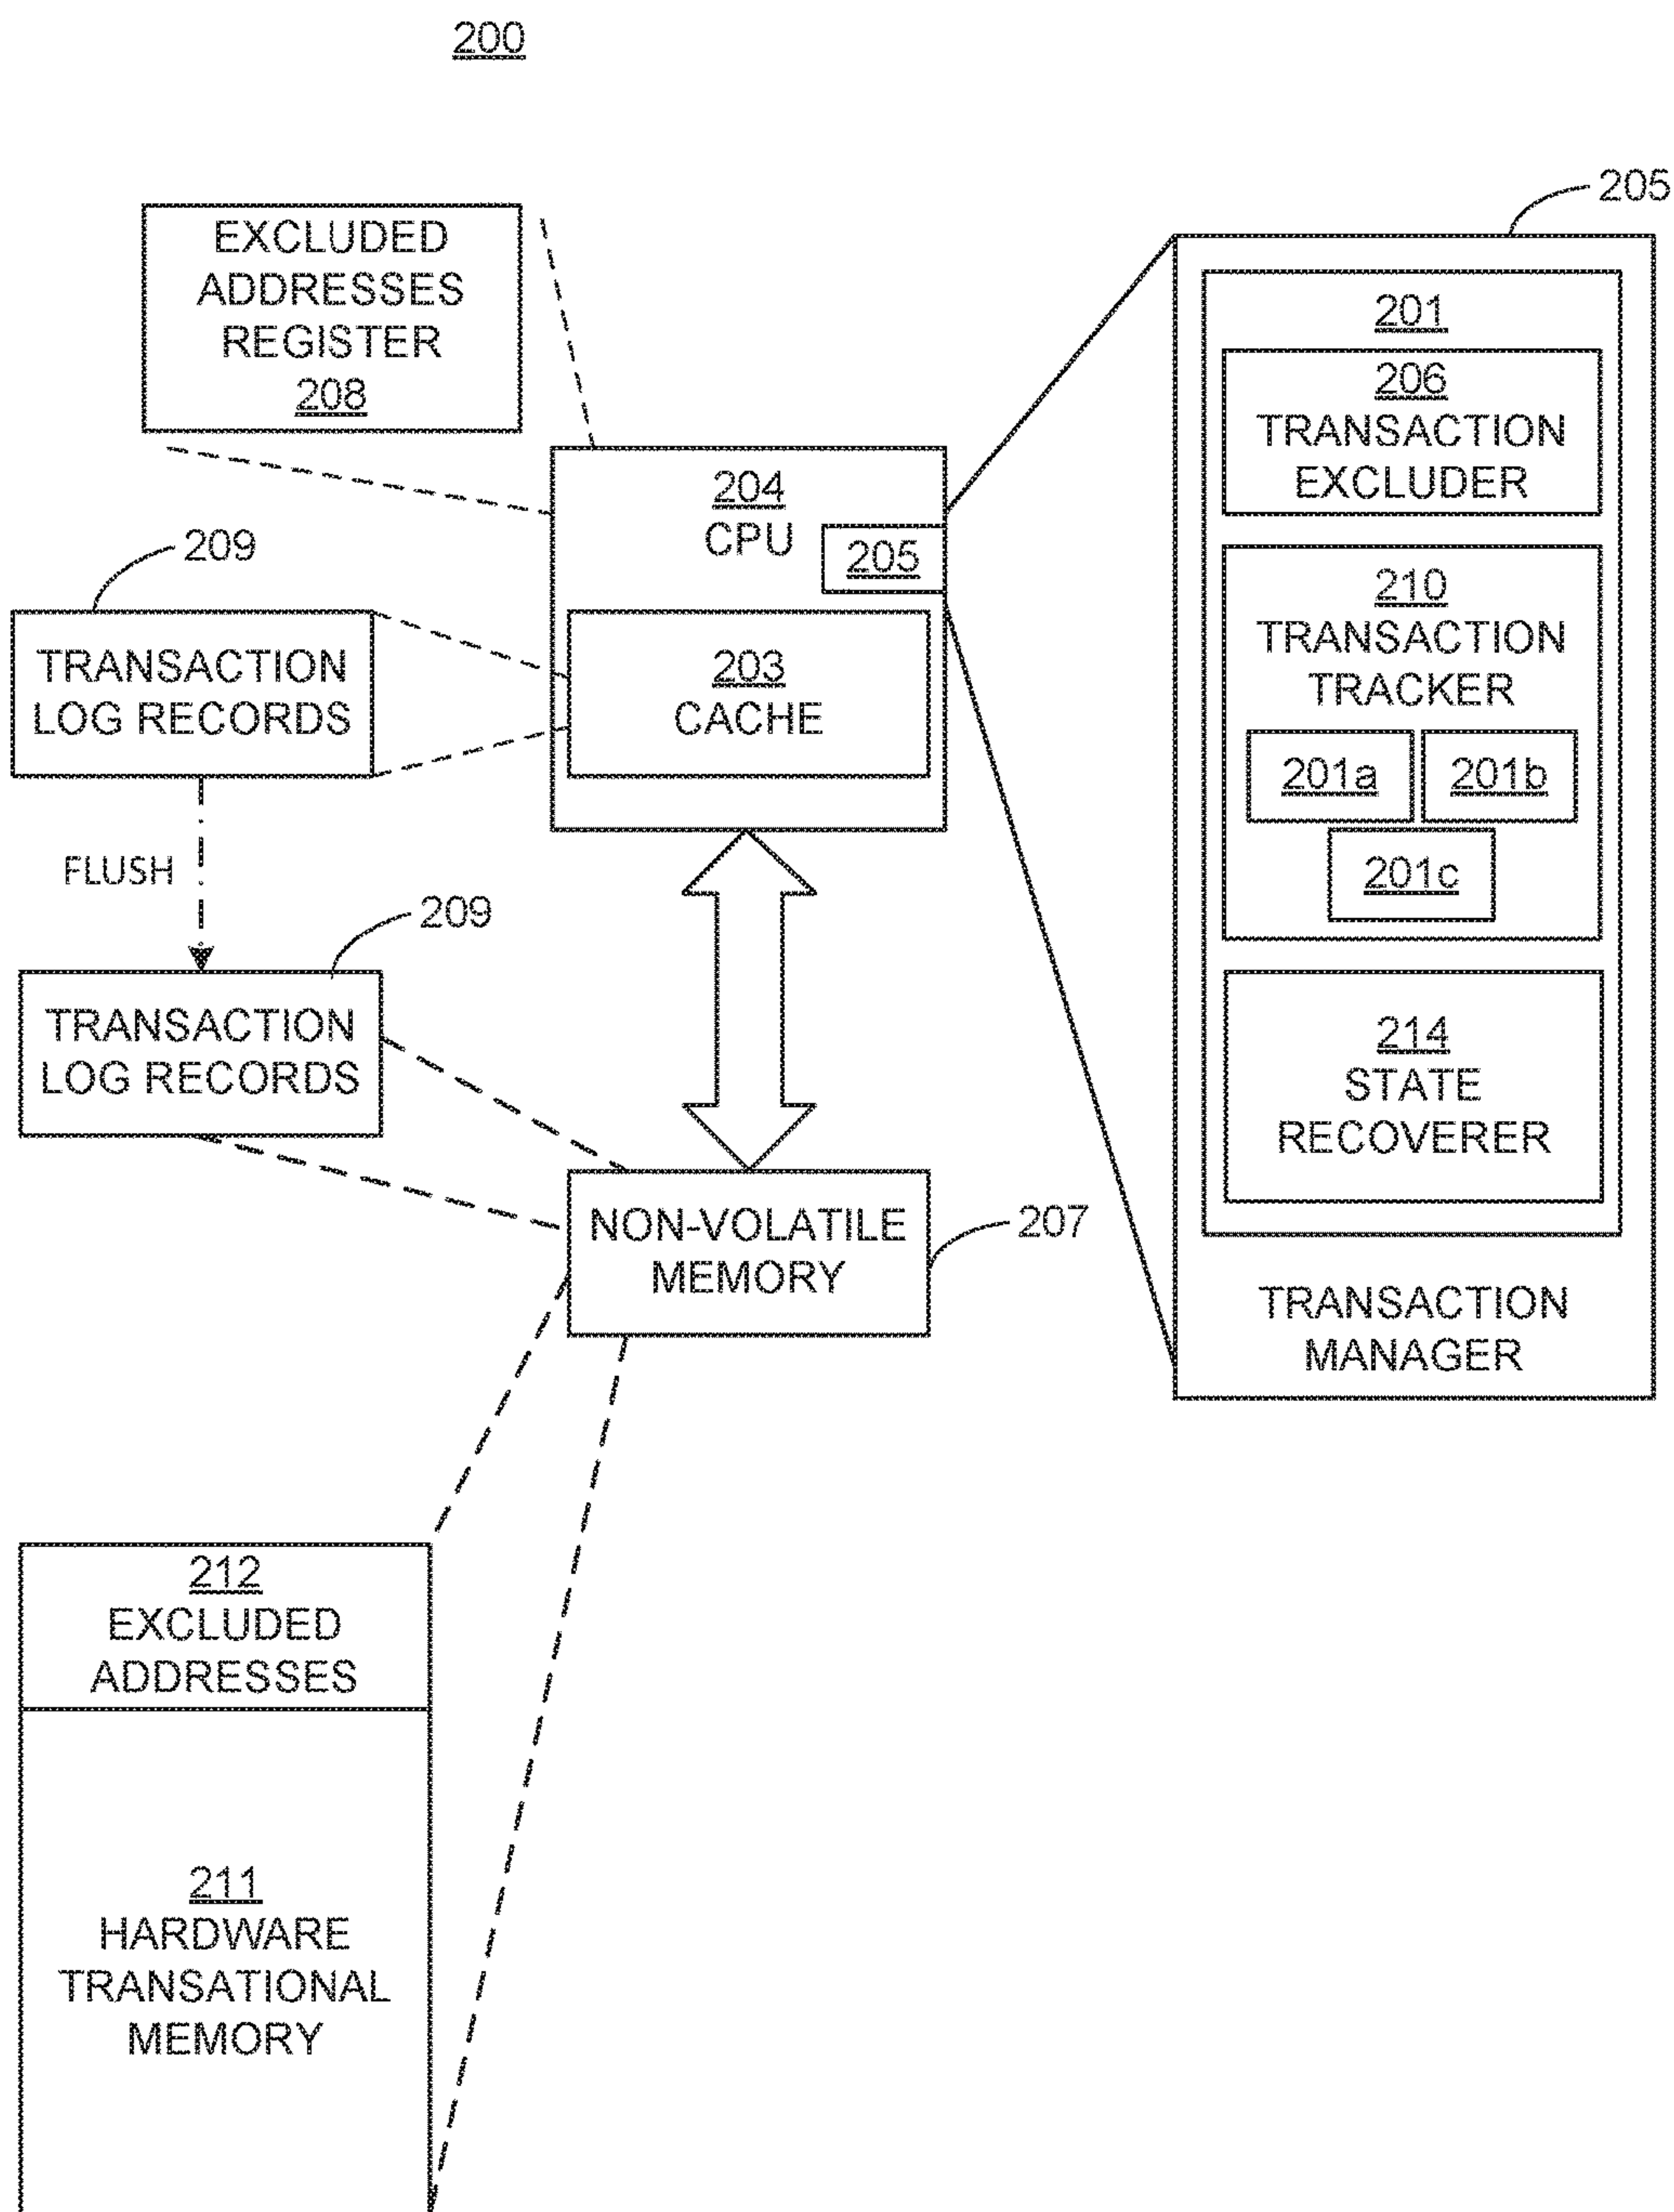 200
205
EXCLUDED
ADDRESSES
REGISTER
208
201
206
TRANSACTION
EXCLUDER
204
CPU
205
209
210
TRANSACTION
TRACKER
TRANSACTION
LOG RECORDS
203
CACHE
201a
201b
201c
FLUSH
209
TRANSACTION
LOG RECORDS
214
STATE
RECOVERER
NON-VOLATILE
MEMORY
207
TRANSACTION
MANAGER
212
EXCLUDED
ADDRESSES
211
HARDWARE
TRANSATIONAL
MEMORY